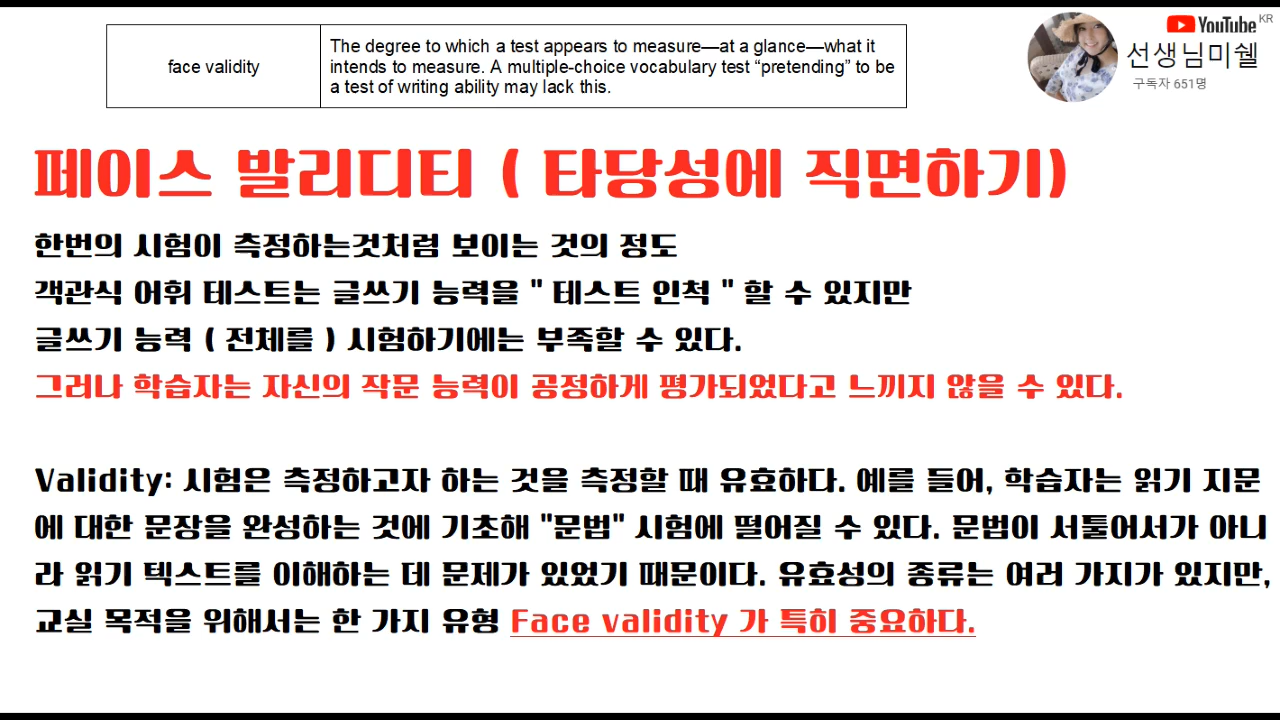 face validity
The degree to which a test appears to measure—at a glance—what it
intends to measure. A multiple-choice vocabulary test “pretending” to be
a test of writing ability may lack this.
YouTube KR
선생님미쉘
구독자 651명
페이스 발리디티 ( 타당성에 직면하기)
한번의 시험이 측정하는것처럼 보이는 것의 정도
객관식 어휘 테스트는 글쓰기 능력을 " 테스트 인척 " 할 수 있지만
글쓰기 능력 ( 전체를 ) 시험하기에는 부족할 수 있다.
그러나 학습자는 자신의 작문 능력이 공정하게 평가되었다고 느끼지 않을 수 있다.
Validity: 시험은 측정하고자 하는 것을 측정할 때 유효하다. 예를 들어, 학습자는 읽기 지문
에 대한 문장을 완성하는 것에 기초해 "문법" 시험에 떨어질 수 있다. 문법이 서툴어서가 아니
라 읽기 텍스트를 이해하는 데 문제가 있었기 때문이다. 유효성의 종류는 여러 가지가 있지만,
교실 목적을 위해서는 한 가지 유형 Face validity 가 특히 중요하다.